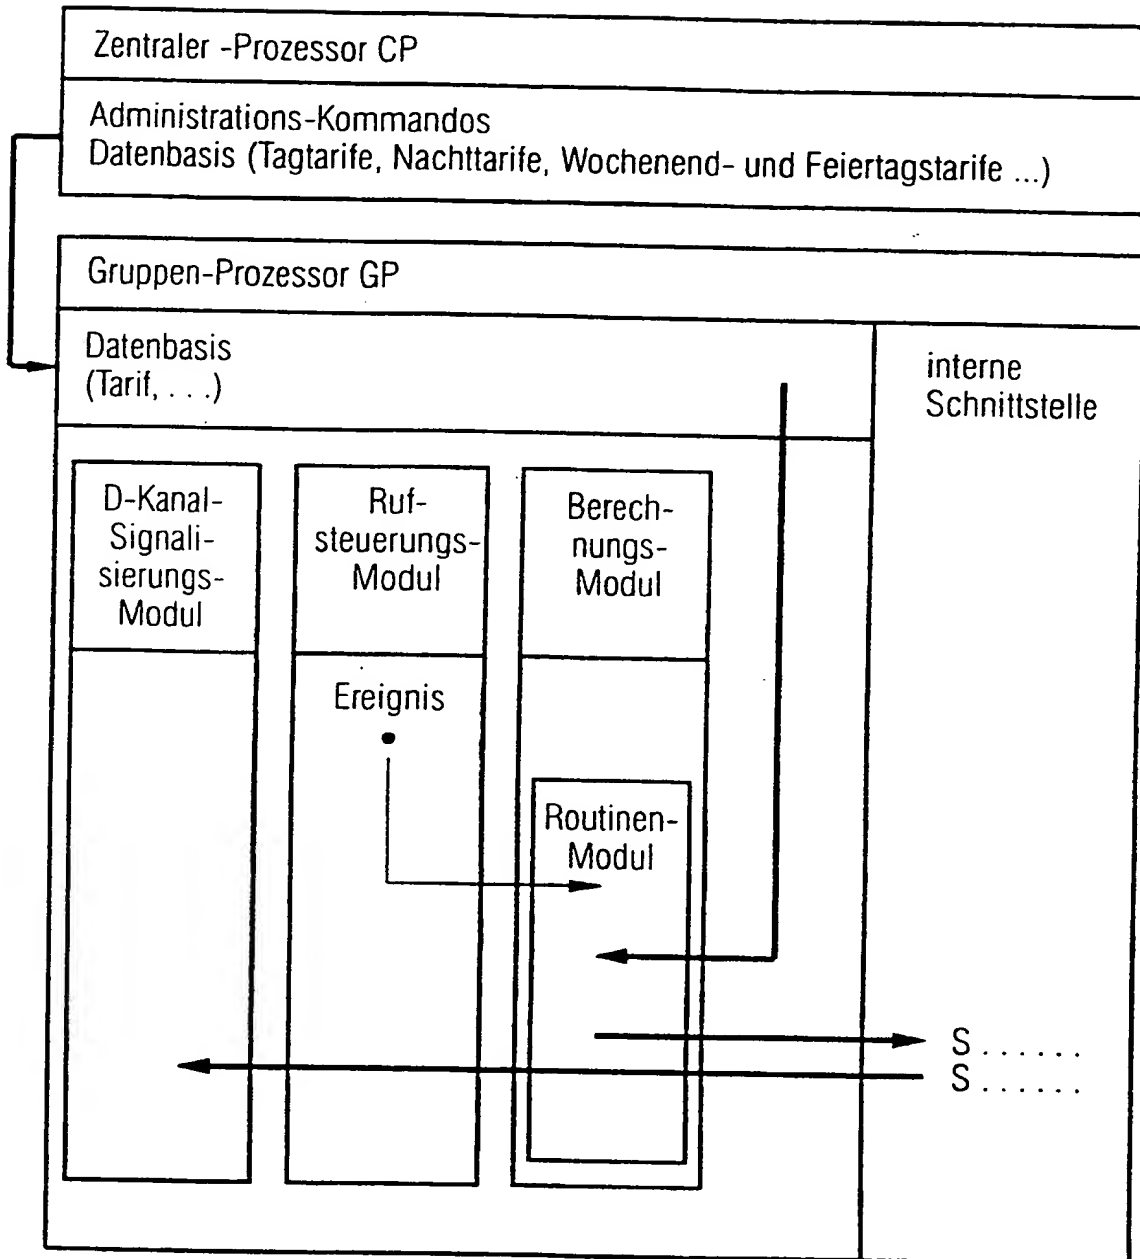 Zentraler -Prozessor CP
Administrations-Kommandos
Datenbasis (Tagtarife, Nachttarife, Wochenend- und Feiertagstarife ...)
Gruppen-Prozessor GP
Datenbasis
(Tarif, . . .)
interne
Schnittstelle
D-Kanal-
Signali-
sierungs-
Modul
Ruf-
steuerungs-
Modul
Berech-
nungs-
Modul
Ereignis
Routinen-
Modul
S . . . . . .
S . . . . . .